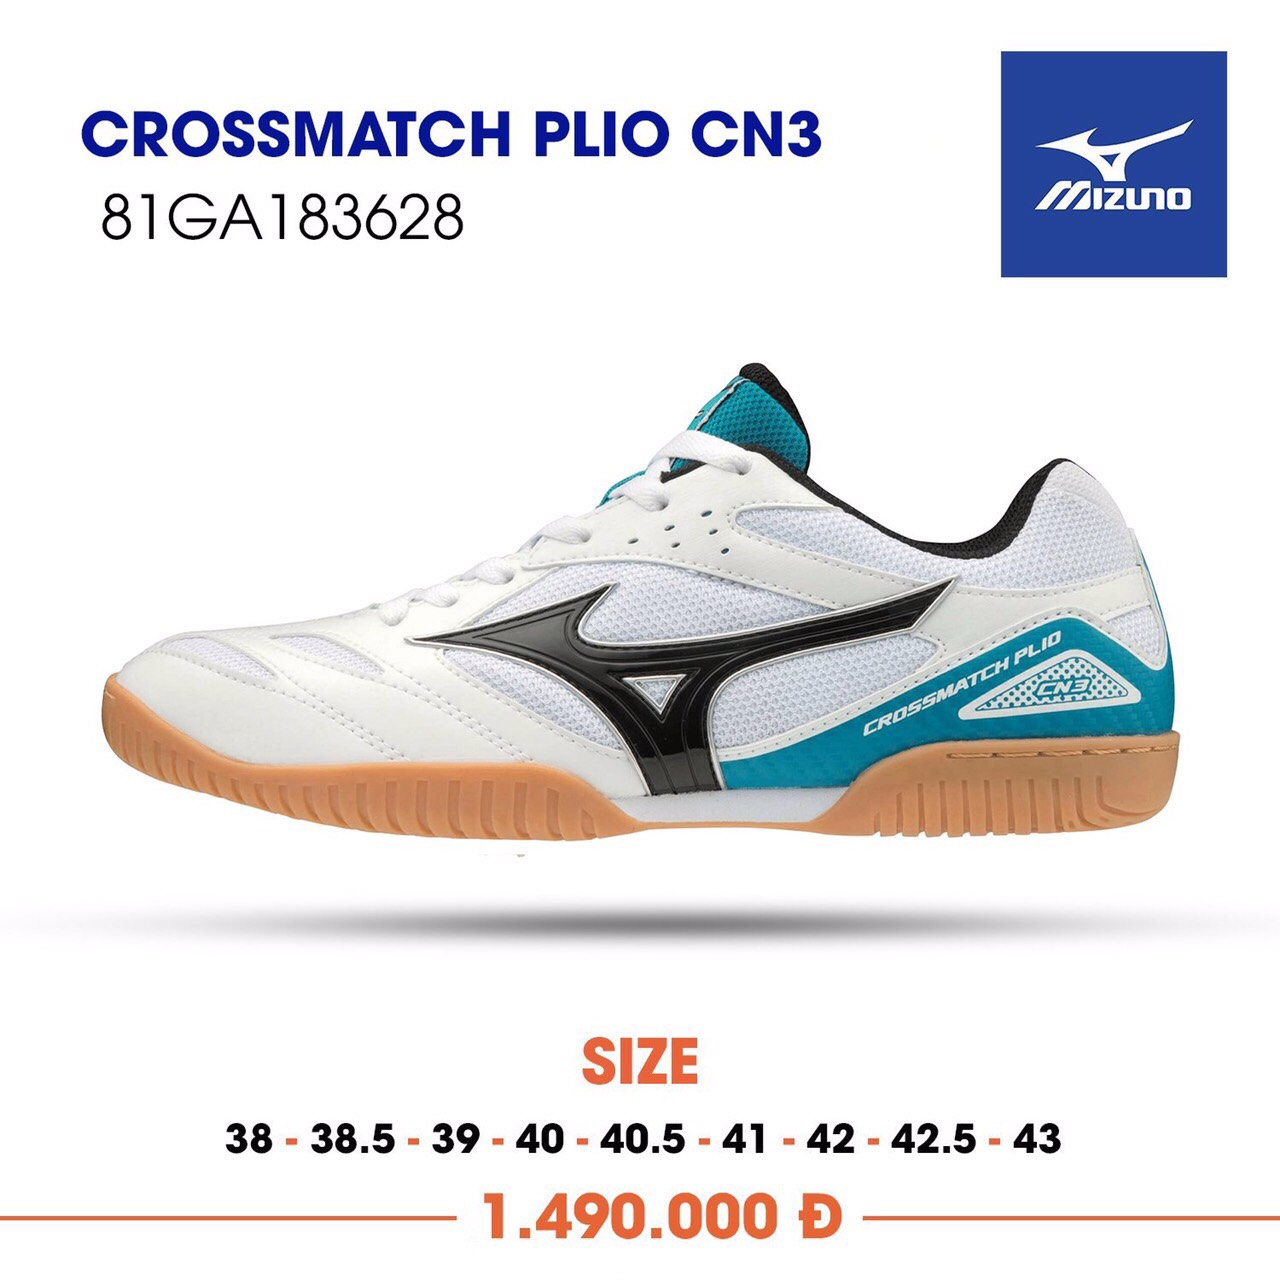 CROSSMATCH PLIO CN3
81GA183628
MIZUNO
CROSSMATCH PLIO
CN3
SIZE
38 - 38.5 - 39 - 40 - 40.5 - 41 - 42 - 42.5 - 43
1.490.000 Đ